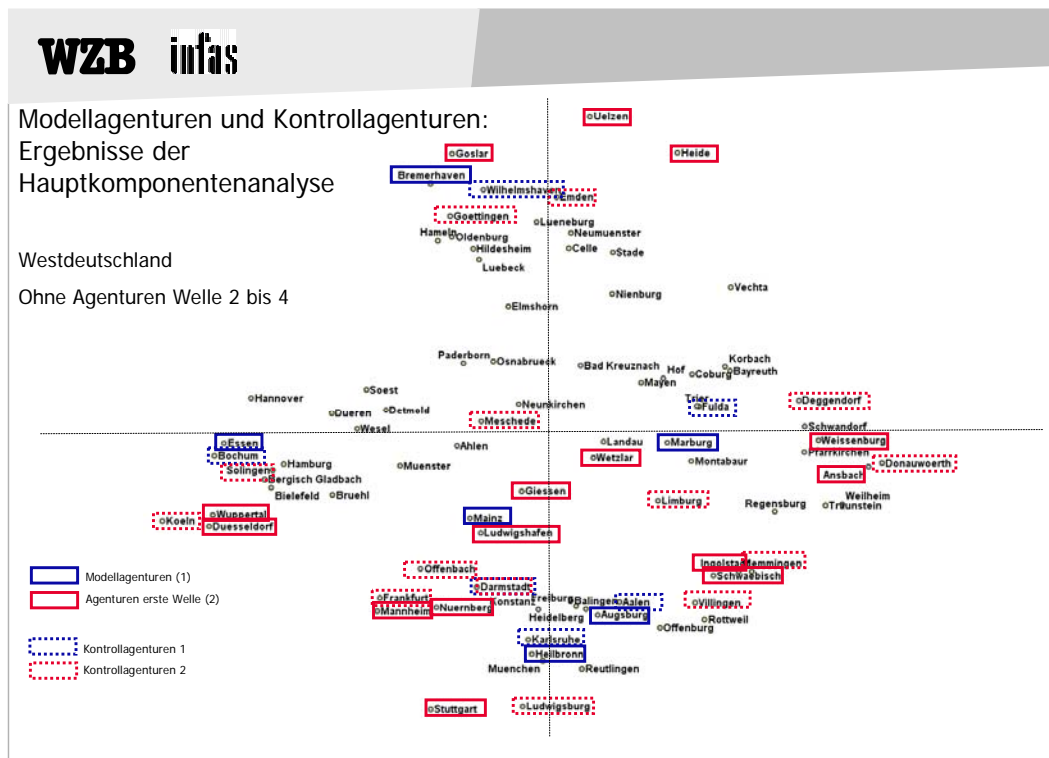 WZB infas
Modellagenturen und Kontrollagenturen:
Ergebnisse der
Hauptkomponentenanalyse
Westdeutschland
Ohne Agenturen Welle 2 bis 4
Uelzen
Goslar
Heide
Bremerhaven
Wilhelmshaven
Emden
Goettingen
Lueneburg
Hameln
Oldenburg
Neumuenster
Hildesheim
Celle
Stade
Luebeck
Vechta
Nienburg
Elmshorn
Paderborn
Osnabrueck
Bad Kreuznach
Hof
Korbach
Coburg
Bayreuth
Mayen
Soest
Hannover
Trier
Fulda
Deggendorf
Neunkirchen
Dueren
Detmold
Meschede
Wesel
Schwandorf
Essen
Ahlen
Landau
Marburg
Weissenburg
Bochum
Pfarrkirchen
Wetzlar
Montabaur
Donauwoerth
Solingen
Hamburg
Muenster
Ansbach
Bergisch Gladbach
Bielefeld
Bruehl
Giessen
Limburg
Regensburg
Weilheim
Traunstein
Koeln
Wuppertal
Duesseldorf
Mainz
Ludwigshafen
Offenbach
Memmingen
Schwaebisch
Darmstadt
Frankfurt
Konstanz
Freiburg
Balingen
Aalen
Villingen
Mannheim
Nuernberg
Heidelberg
Augsburg
Rottweil
Offenburg
Karlsruhe
Heilbronn
Muenchen
Reutlingen
Stuttgart
Ludwigsburg
Modellagenturen (1)
Agenturen erste Welle (2)
Kontrollagenturen 1
Kontrollagenturen 2